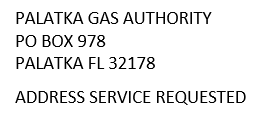 PALATKA GAS AUTHORITY
PO BOX 978
PALATKA FL 32178
ADDRESS SERVICE REQUESTED